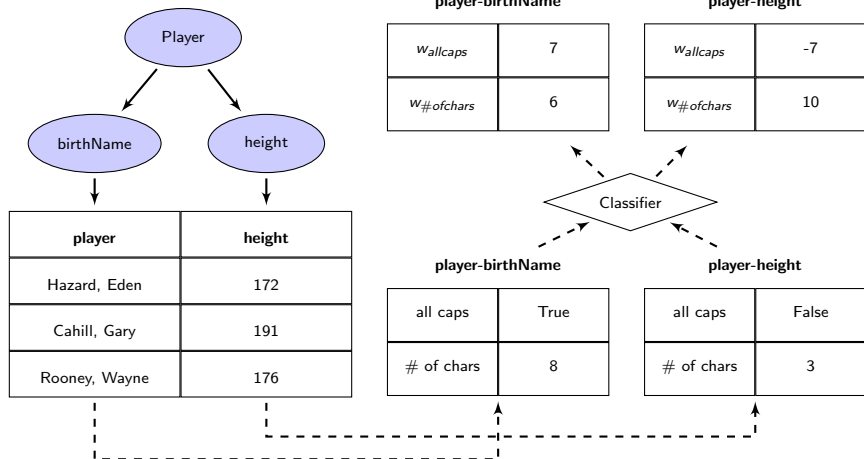 player-birthName
player-height
Player
w_allcaps
7
w_allcaps
-7
w_#ofchars
6
w_#ofchars
10
birthName
height
Classifier
player
height
player-birthName
player-height
Hazard, Eden
172
all caps
True
all caps
False
Cahill, Gary
191
Rooney, Wayne
176
# of chars
8
# of chars
3